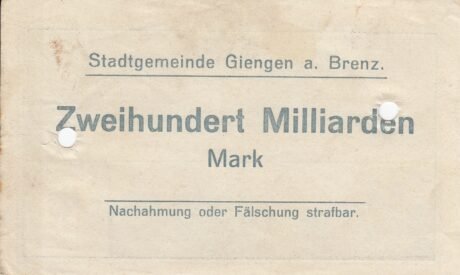 Stadtgemeinde Giengen a. Brenz.
Zweihundert Milliarden
Mark
Nachahmung oder Fälschung strafbar.